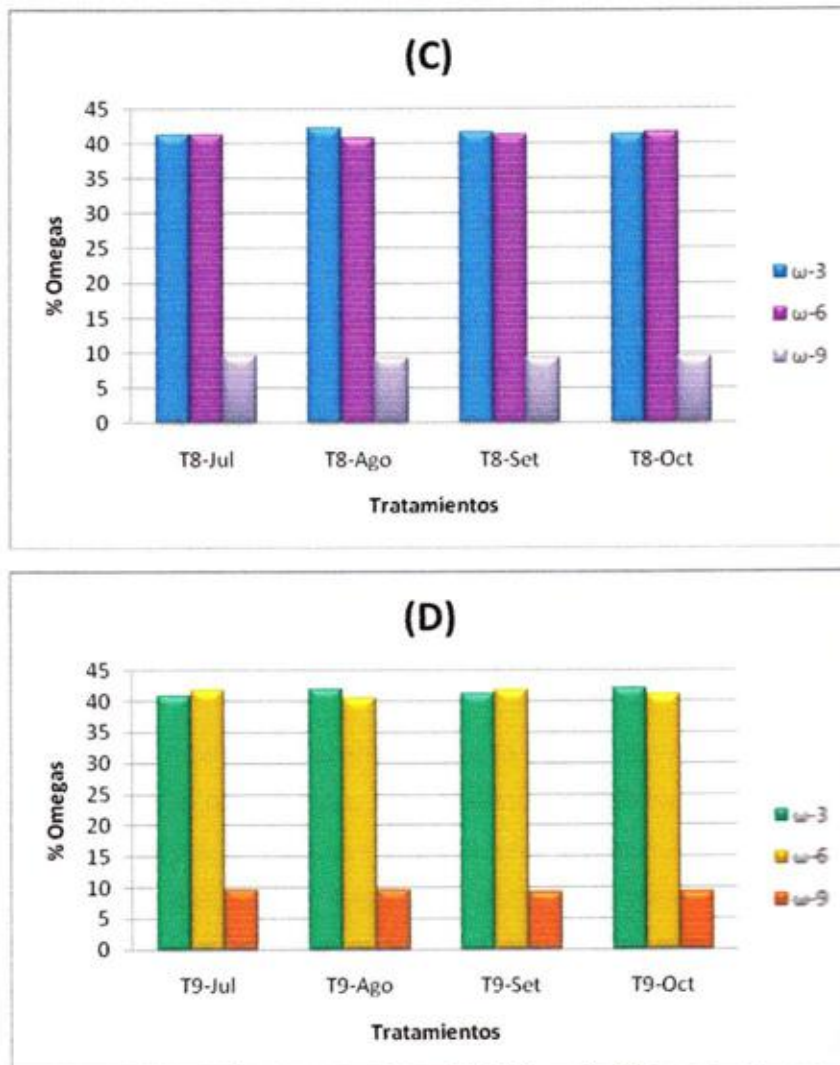 (C)
45
40
35
30
25
20
15
10
5
0
% Omegas
T8-Jul T8-Ago T8-Set T8-Oct
Tratamientos
ω-3
ω-6
ω-9
(D)
45
40
35
30
25
20
15
10
5
0
% Omegas
T9-Jul T9-Ago T9-Set T9-Oct
Tratamientos
ω-3
ω-6
ω-9